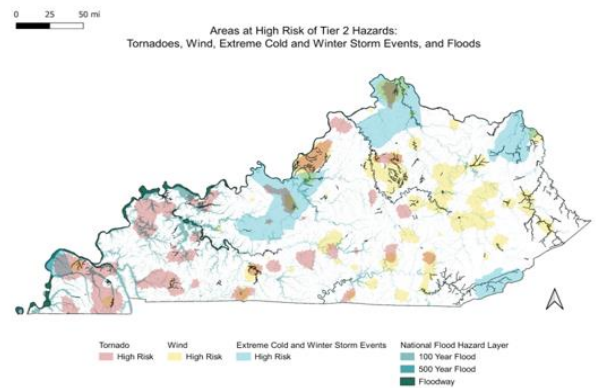 0 25 50 mi
Areas at High Risk of Tier 2 Hazards:
Tornadoes, Wind, Extreme Cold and Winter Storm Events, and Floods
Tornado
High Risk
Wind
High Risk
Extreme Cold and Winter Storm Events
High Risk
National Flood Hazard Layer
100 Year Flood
500 Year Flood
Floodway